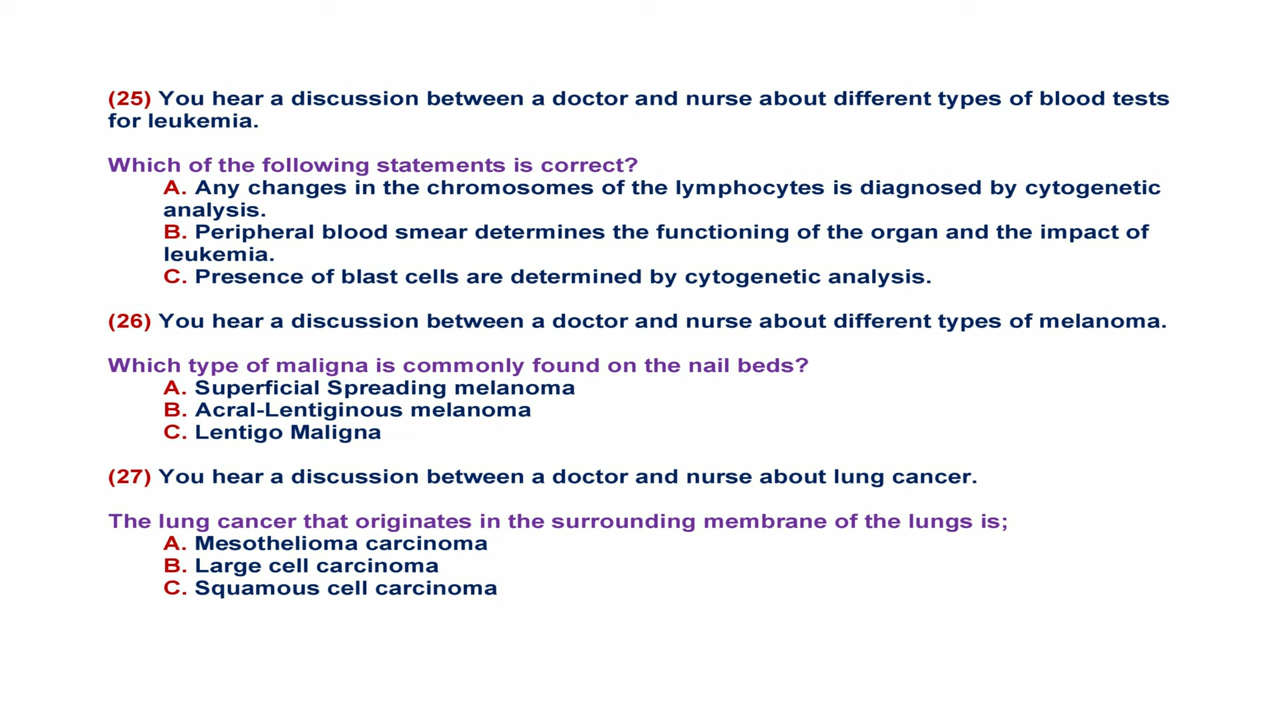 (25) You hear a discussion between a doctor and nurse about different types of blood tests
for leukemia.
Which of the following statements is correct?
A. Any changes in the chromosomes of the lymphocytes is diagnosed by cytogenetic
analysis.
B. Peripheral blood smear determines the functioning of the organ and the impact of
leukemia.
C. Presence of blast cells are determined by cytogenetic analysis.
(26) You hear a discussion between a doctor and nurse about different types of melanoma.
Which type of maligna is commonly found on the nail beds?
A. Superficial Spreading melanoma
B. Acral-Lentiginous melanoma
C. Lentigo Maligna
(27) You hear a discussion between a doctor and nurse about lung cancer.
The lung cancer that originates in the surrounding membrane of the lungs is;
A. Mesothelioma carcinoma
B. Large cell carcinoma
C. Squamous cell carcinoma